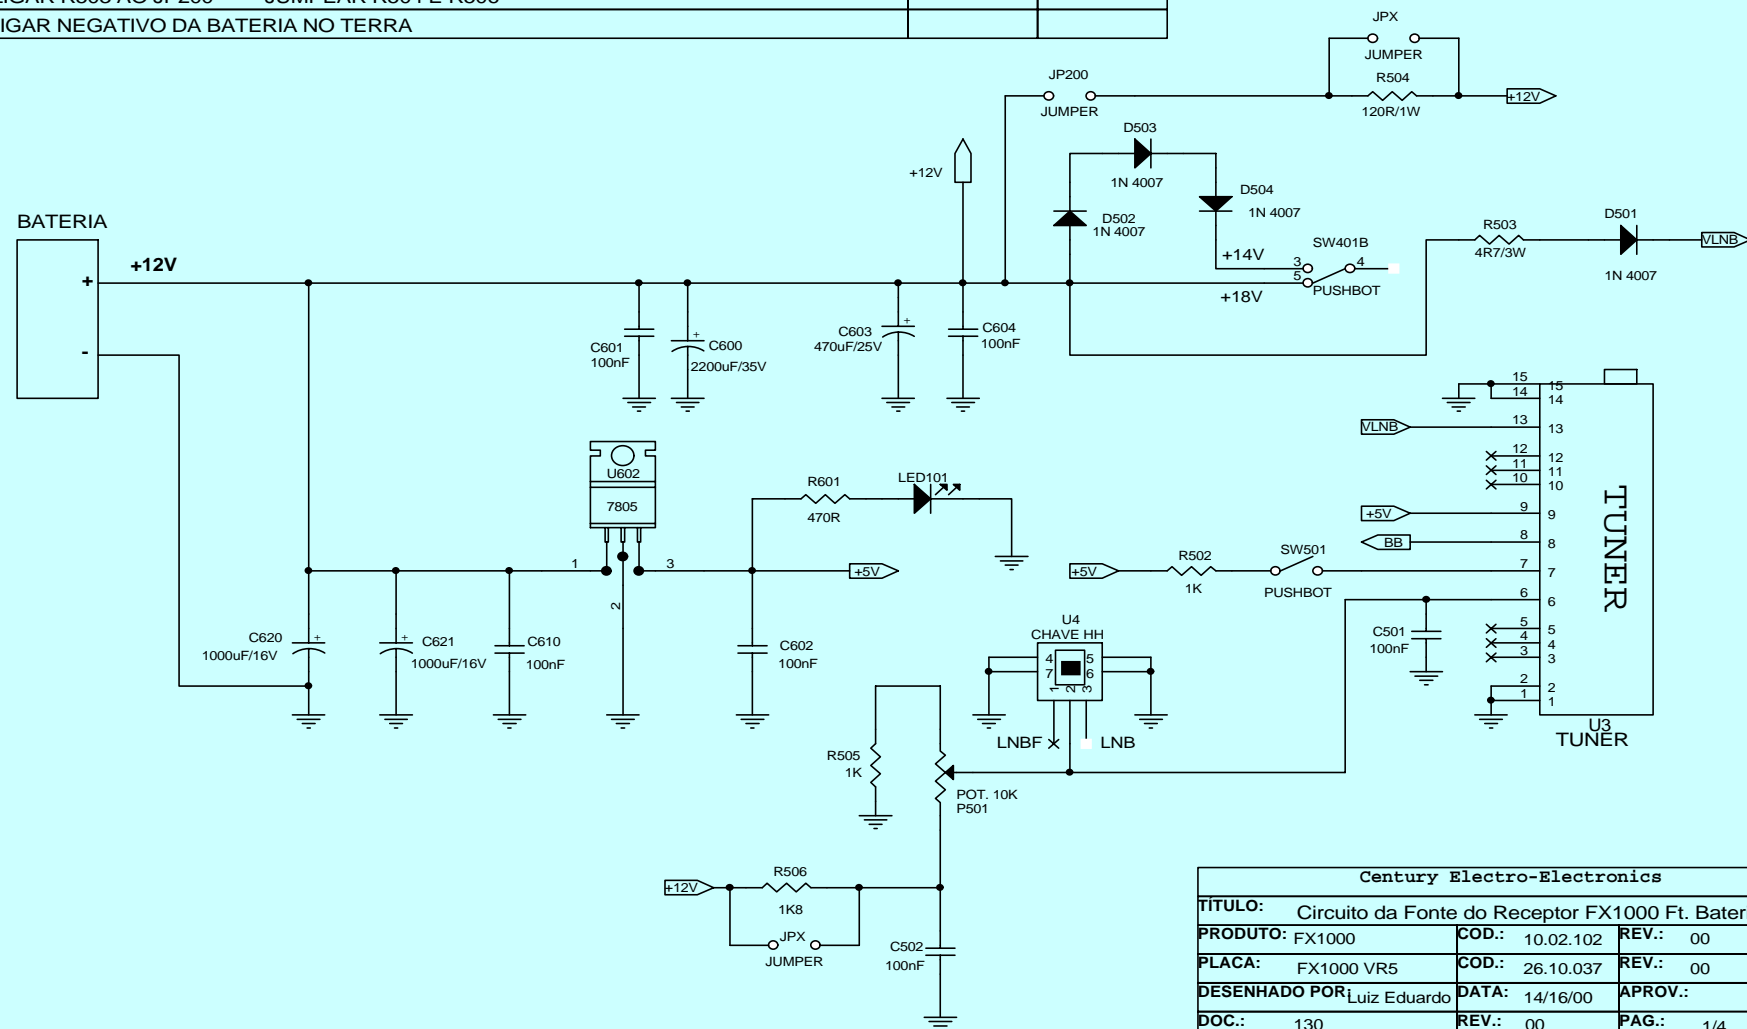 IGAR NEGATIVO DA BATERIA NO TERRA
JPX
JUMPER
R504
120R/1W
+12V
JP200
JUMPER
D503
1N 4007
+12V
D504
1N 4007
D502
1N 4007
+14V
+18V
SW401B
3
4
5
PUSHBOT
R503
4R7/3W
D501
1N 4007
VLNB
BATERIA
+12V
+
-
C601
100nF
+
C600
2200uF/35V
C603
470uF/25V
+
C604
100nF
U602
7805
1
2
3
R601
470R
LED101
+5V
C620
1000uF/16V
+
+
C621
1000uF/16V
C610
100nF
C602
100nF
+5V
R502
1K
SW501
PUSHBOT
U4
CHAVE HH
4 5
7 6
1 2 3
LNBF
LNB
C501
100nF
VLNB
+5V
BB
15 15
14 14
13 13
12 12
11 11
10 10
9 9
8 8
7 7
6 6
5 5
4 4
3 3
2 2
1 1
TUNER
U3
TUNER
R505
1K
POT. 10K
P501
+12V
R506
1K8
JPX
JUMPER
C502
100nF
Century Electro-Electronics
TÍTULO: Circuito da Fonte do Receptor FX1000 Ft. Bater
PRODUTO: FX1000 COD.: 10.02.102 REV.: 00
PLACA: FX1000 VR5 COD.: 26.10.037 REV.: 00
DESENHADO POR: Luiz Eduardo DATA: 14/16/00 APROV.:
DOC.: 130 REV.: 00 PAG.: 1/4